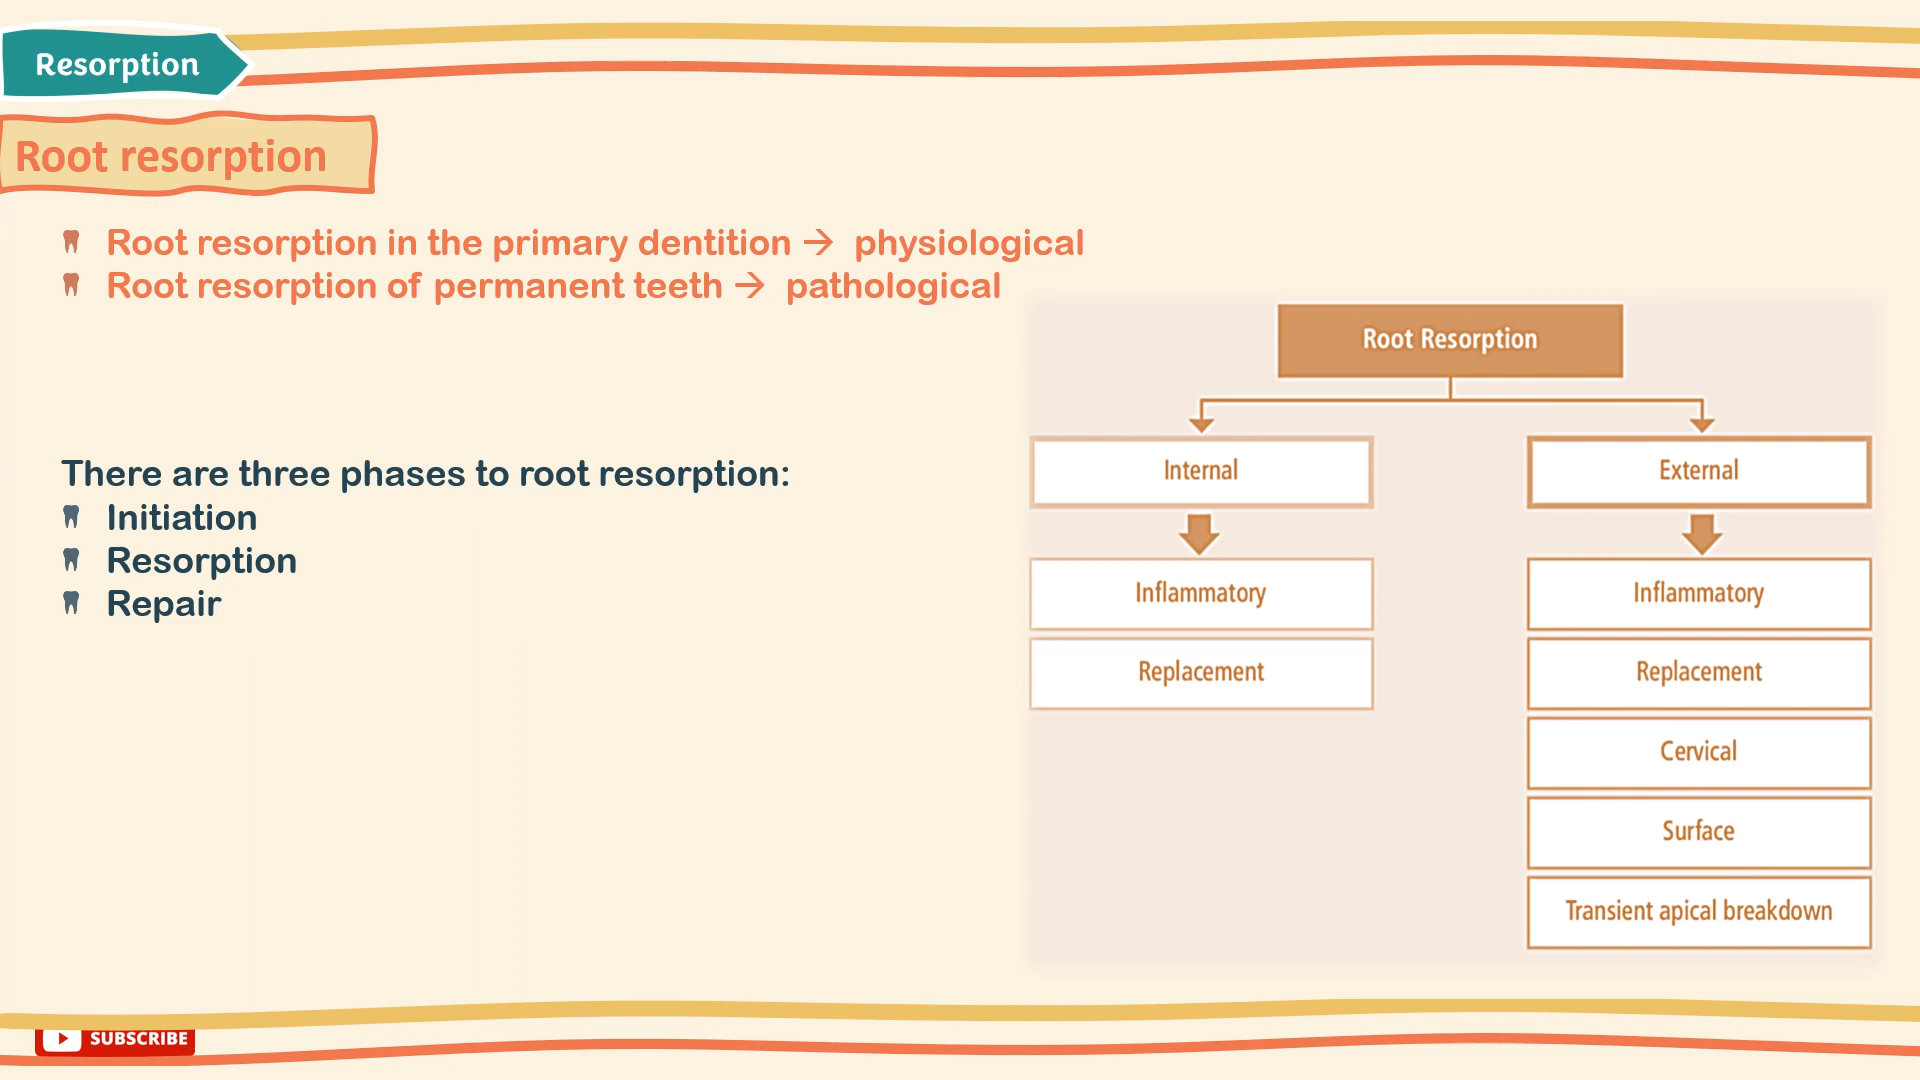 Resorption
Root resorption
Root resorption in the primary dentition → physiological
Root resorption of permanent teeth → pathological
There are three phases to root resorption:
Initiation
Resorption
Repair
Root Resorption
Internal
External
Inflammatory
Inflammatory
Replacement
Replacement
Cervical
Surface
Transient apical breakdown
SUBSCRIBE